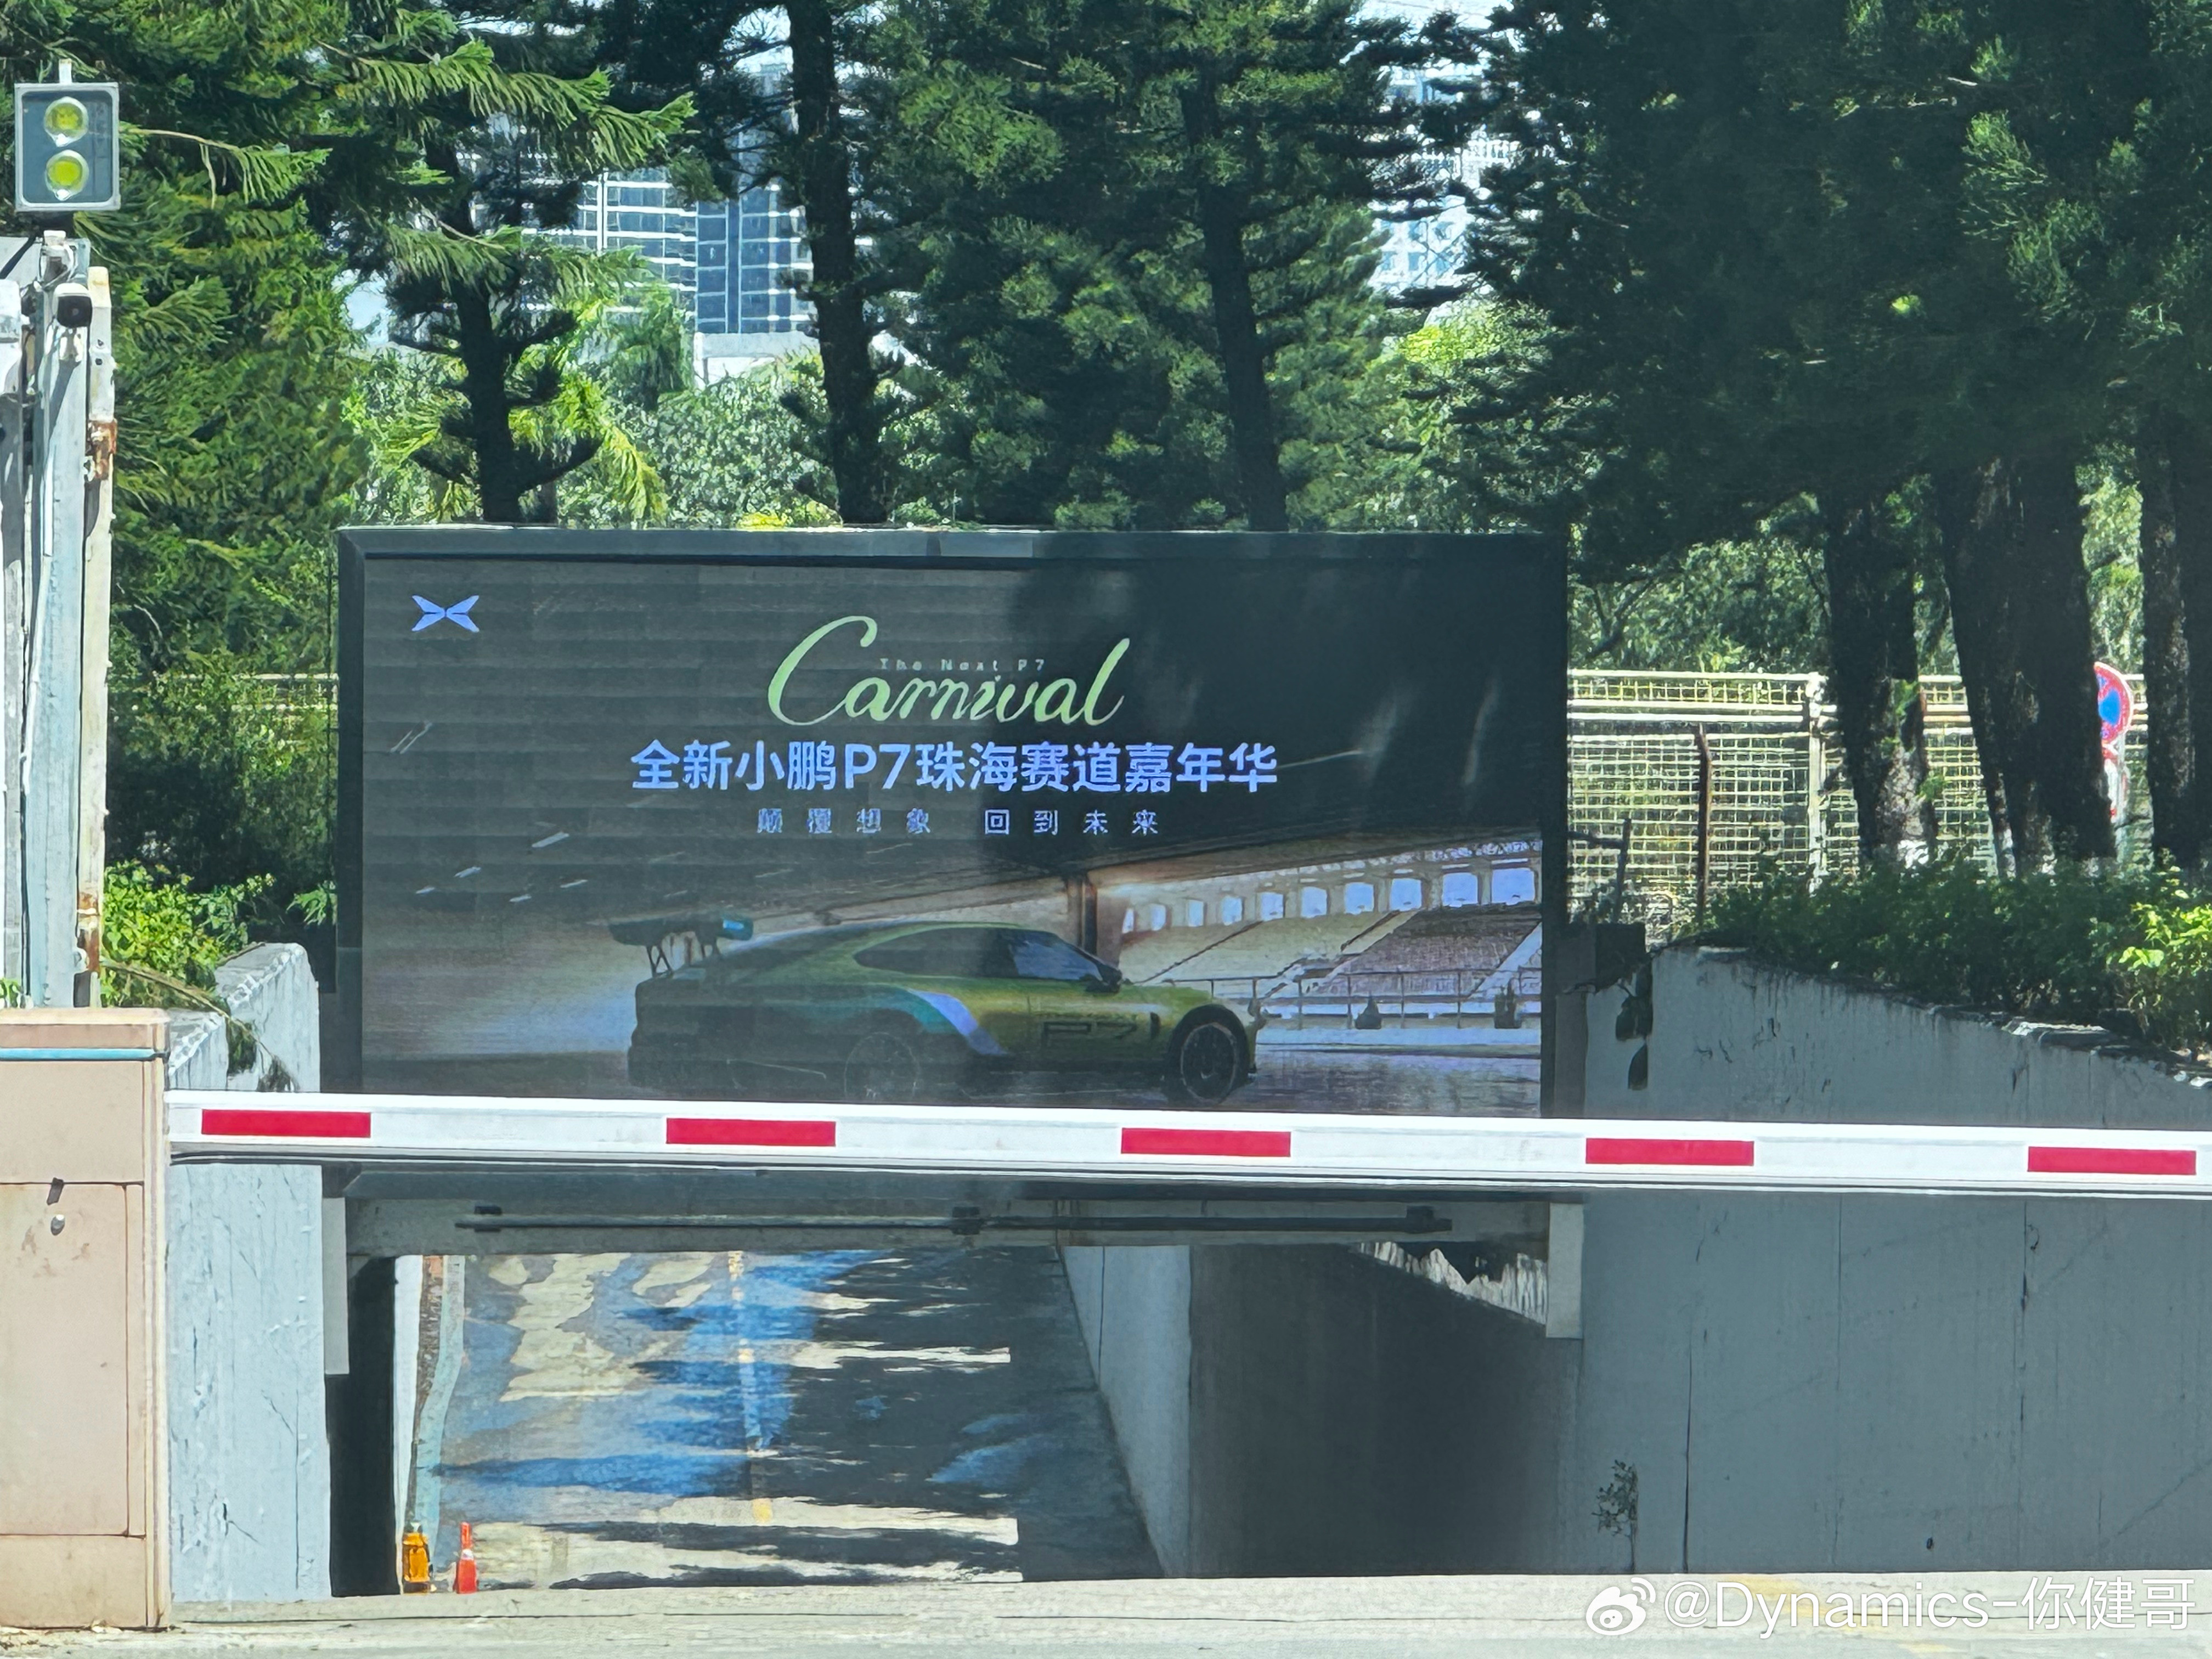 The Next P7
Carnival
全新小鹏P7珠海赛道嘉年华
颠覆想象 回到未来
P7
@Dynamics-你健哥